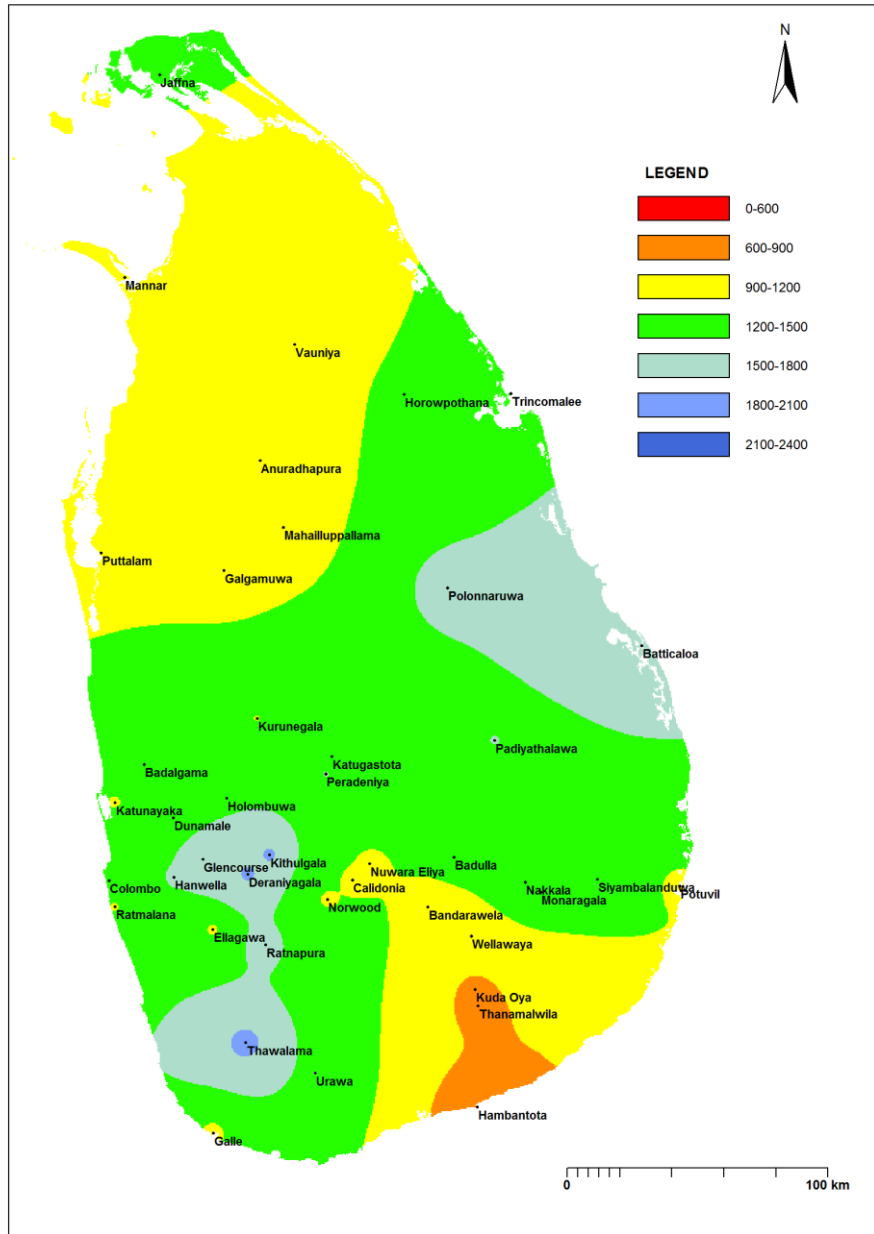 N
Jaffna
LEGEND
0-600
600-900
900-1200
1200-1500
1500-1800
1800-2100
2100-2400
Mannar
Vauniya
Horowpothana
Trincomalee
Anuradhapura
Mahailluppallama
Puttalam
Galgamuwa
Polonnaruwa
Batticaloa
Kurunegala
Padiyathalawa
Katugastota
Badalgama
Peradeniya
Katunayaka
Holombuwa
Dunamale
Kithulgala
Glencourse
Nuwara Eliya
Badulla
Deraniyagala
Hanwella
Calidonia
Colombo
Nakkala
Siyambalanduwa
Potuvil
Monaragala
Ratmalana
Norwood
Bandarawela
Ellagawa
Wellawaya
Ratnapura
Kuda Oya
Thanamalwila
Thawalama
Urawa
Hambantota
Galle
0
100 km